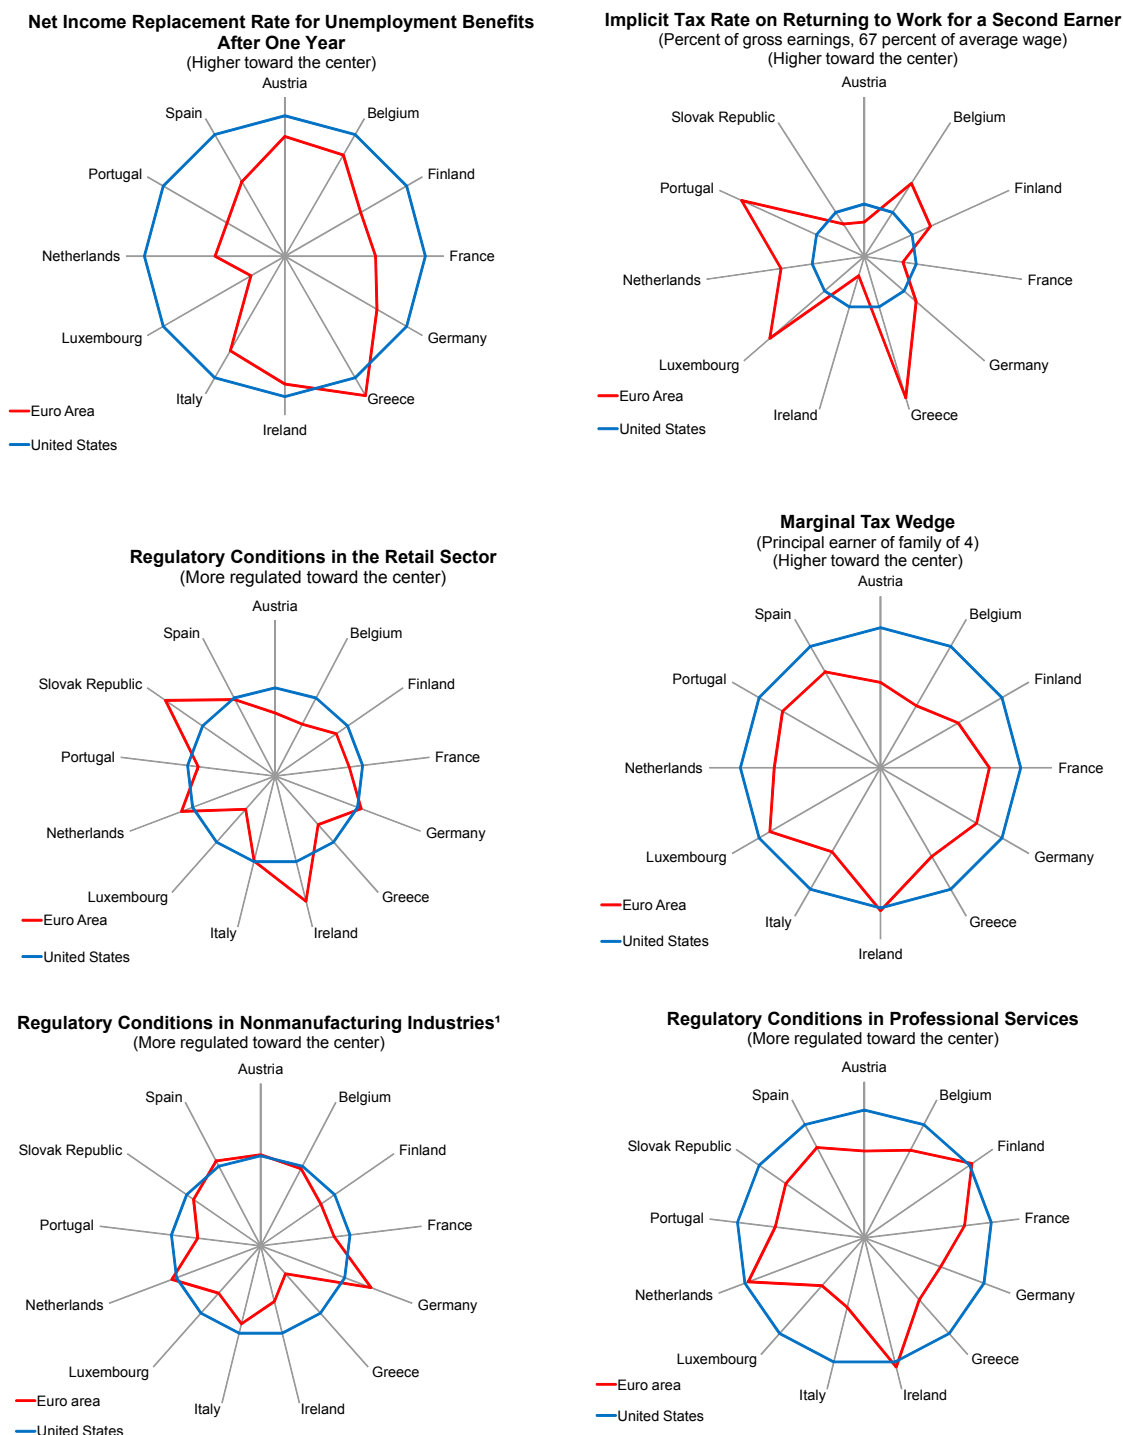 Net Income Replacement Rate for Unemployment Benefits
After One Year
(Higher toward the center)
Austria
Belgium
Finland
France
Germany
Greece
Ireland
Italy
Luxembourg
Netherlands
Portugal
Spain
Euro Area
United States
Implicit Tax Rate on Returning to Work for a Second Earner
(Percent of gross earnings, 67 percent of average wage)
(Higher toward the center)
Austria
Belgium
Finland
France
Germany
Greece
Ireland
Luxembourg
Netherlands
Portugal
Slovak Republic
Euro Area
United States
Regulatory Conditions in the Retail Sector
(More regulated toward the center)
Austria
Belgium
Finland
France
Germany
Greece
Ireland
Italy
Luxembourg
Netherlands
Portugal
Slovak Republic
Spain
Euro Area
United States
Marginal Tax Wedge
(Principal earner of family of 4)
(Higher toward the center)
Austria
Belgium
Finland
France
Germany
Greece
Ireland
Italy
Luxembourg
Netherlands
Portugal
Spain
Euro Area
United States
Regulatory Conditions in Nonmanufacturing Industries¹
(More regulated toward the center)
Austria
Belgium
Finland
France
Germany
Greece
Ireland
Italy
Luxembourg
Netherlands
Portugal
Slovak Republic
Spain
Euro area
United States
Regulatory Conditions in Professional Services
(More regulated toward the center)
Austria
Belgium
Finland
France
Germany
Greece
Ireland
Italy
Luxembourg
Netherlands
Portugal
Slovak Republic
Spain
Euro area
United States